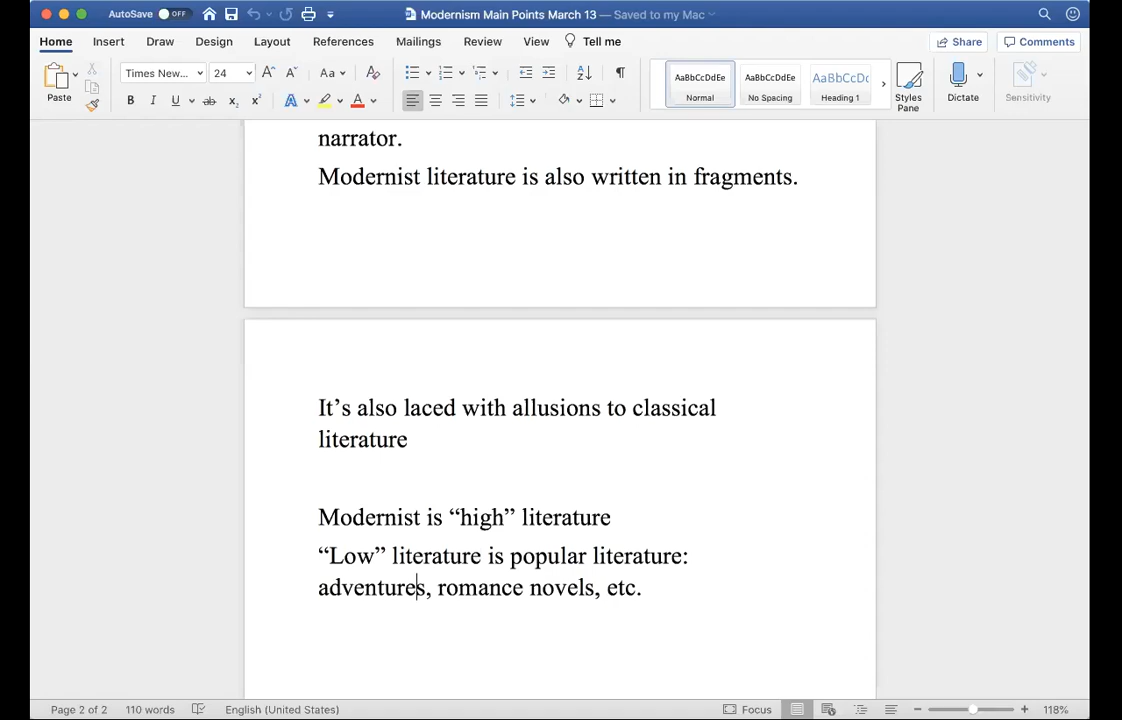 AutoSave OFF Modernism Main Points March 13 — Saved to my Mac
Home Insert Draw Design Layout References Mailings Review View Tell me Share Comments
Times New... 24 Aa AaBbCcDdEe AaBbCcDdEe AaBbCcDc
Paste B I U ab x₂ x² A A Normal No Spacing Heading 1 Styles Pane Dictate Sensitivity
narrator.
Modernist literature is also written in fragments.
It’s also laced with allusions to classical
literature
Modernist is “high” literature
“Low” literature is popular literature:
adventures, romance novels, etc.
Page 2 of 2 110 words English (United States) Focus 118%